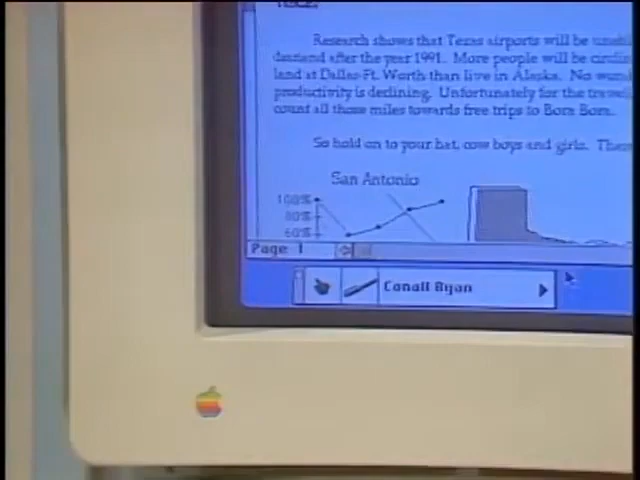 Research shows that Texas airports will be
demand after the year 1991. More people will be
land at Dallas-Ft. Worth than live in Alaska. No
productivity is declining. Unfortunately for the
count all those miles towards free trips to Born Born.
So hold on to your hat, cow boys and girls.
San Antonio
100%
80%
60%
Page 1
Conall Ryan